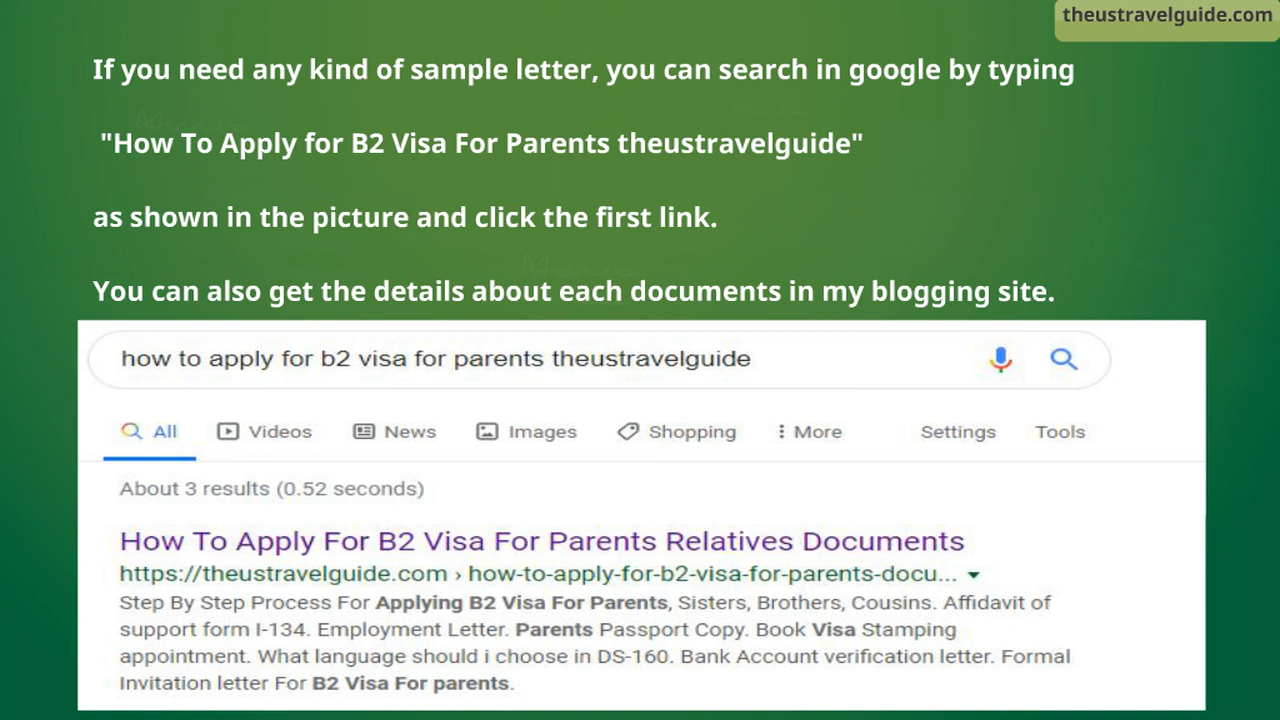 theustravelguide.com
If you need any kind of sample letter, you can search in google by typing
"How To Apply for B2 Visa For Parents theustravelguide"
as shown in the picture and click the first link.
You can also get the details about each documents in my blogging site.
how to apply for b2 visa for parents theustravelguide
All Videos News Images Shopping More Settings Tools
About 3 results (0.52 seconds)
How To Apply For B2 Visa For Parents Relatives Documents
https://theustravelguide.com › how-to-apply-for-b2-visa-for-parents-docu...
Step By Step Process For Applying B2 Visa For Parents, Sisters, Brothers, Cousins. Affidavit of
support form I-134. Employment Letter. Parents Passport Copy. Book Visa Stamping
appointment. What language should i choose in DS-160. Bank Account verification letter. Formal
Invitation letter For B2 Visa For parents.